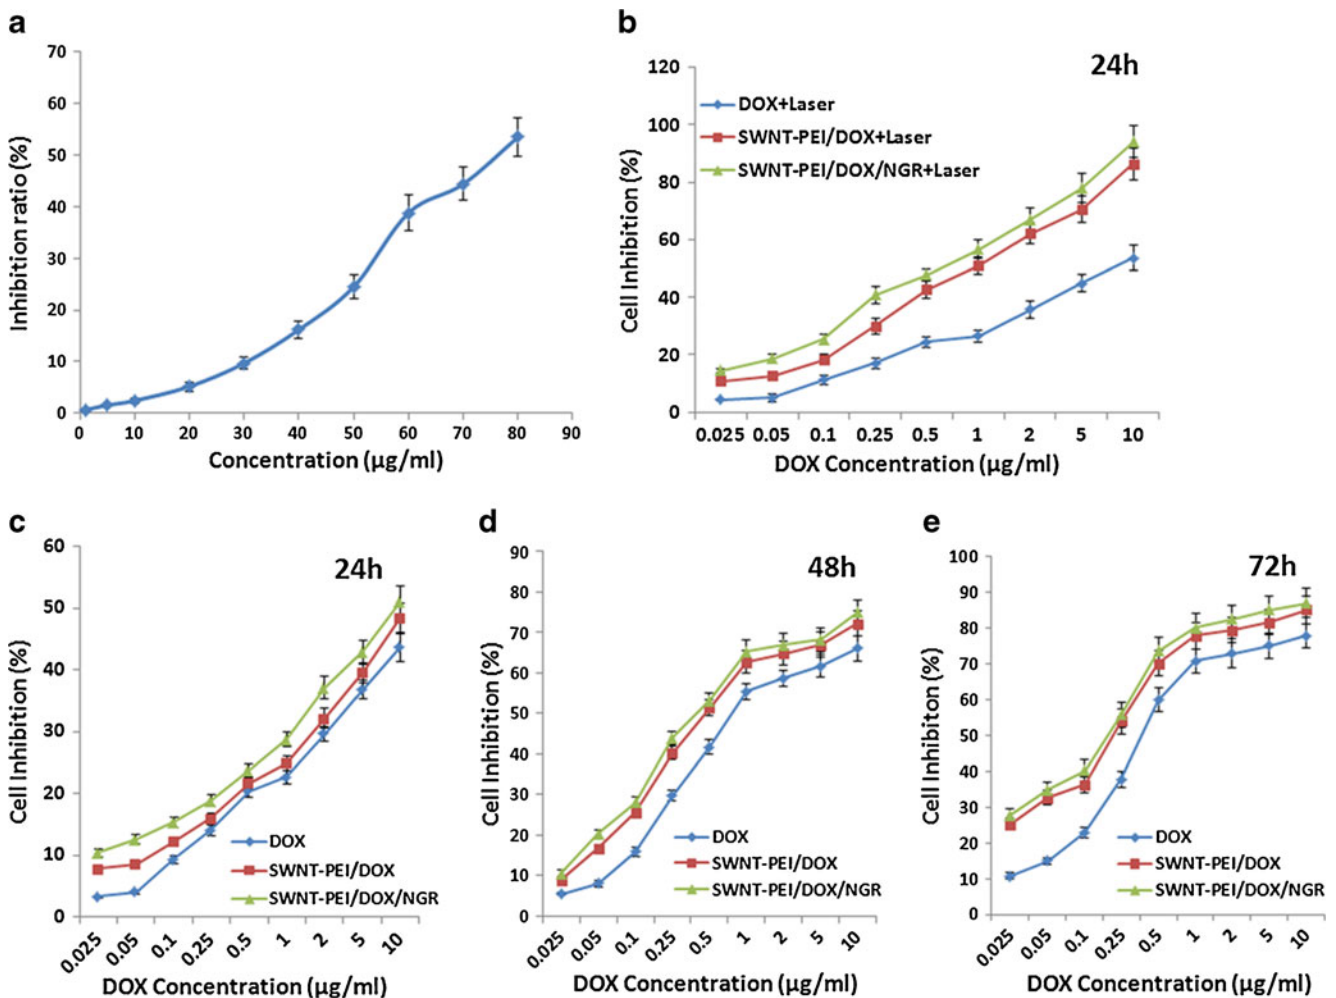 a
70
60
50
40
30
20
10
0
Inhibition ratio (%)
0 10 20 30 40 50 60 70 80 90
Concentration (μg/ml)
b
24h
120
100
80
60
40
20
0
Cell Inhibition (%)
DOX+Laser
SWNT-PEI/DOX+Laser
SWNT-PEI/DOX/NGR+Laser
0.025 0.05 0.1 0.25 0.5 1 2 5 10
DOX Concentration (μg/ml)
c
24h
60
50
40
30
20
10
0
Cell Inhibition (%)
DOX
SWNT-PEI/DOX
SWNT-PEI/DOX/NGR
0.025 0.05 0.1 0.25 0.5 1 2 5 10
DOX Concentration (μg/ml)
d
48h
90
80
70
60
50
40
30
20
10
0
Cell Inhibition (%)
DOX
SWNT-PEI/DOX
SWNT-PEI/DOX/NGR
0.025 0.05 0.1 0.25 0.5 1 2 5 10
DOX Concentration (μg/ml)
e
72h
100
90
80
70
60
50
40
30
20
10
0
Cell Inhibiton (%)
DOX
SWNT-PEI/DOX
SWNT-PEI/DOX/NGR
0.025 0.05 0.1 0.25 0.5 1 2 5 10
DOX Concentration (μg/ml)